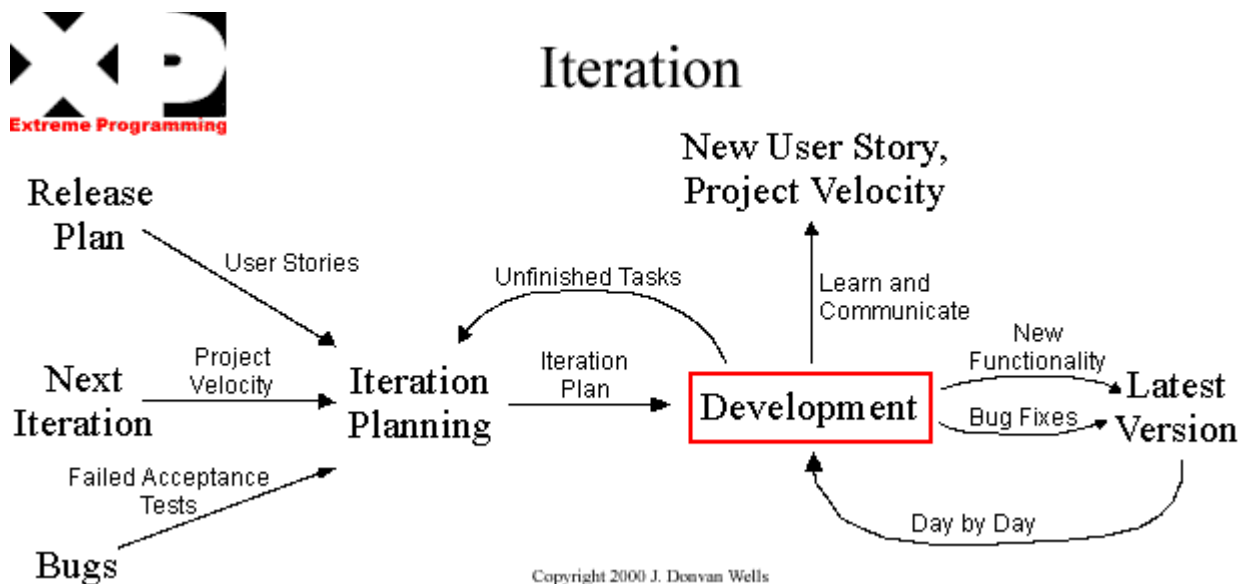 XP
Extreme Programming
Iteration
New User Story,
Project Velocity
Release
Plan
User Stories
Unfinished Tasks
Learn and
Communicate
New
Functionality
Project
Velocity
Iteration
Plan
Next
Iteration
Iteration
Planning
Development
Bug Fixes
Latest
Version
Failed Acceptance
Tests
Day by Day
Bugs
Copyright 2000 J. Donvan Wells